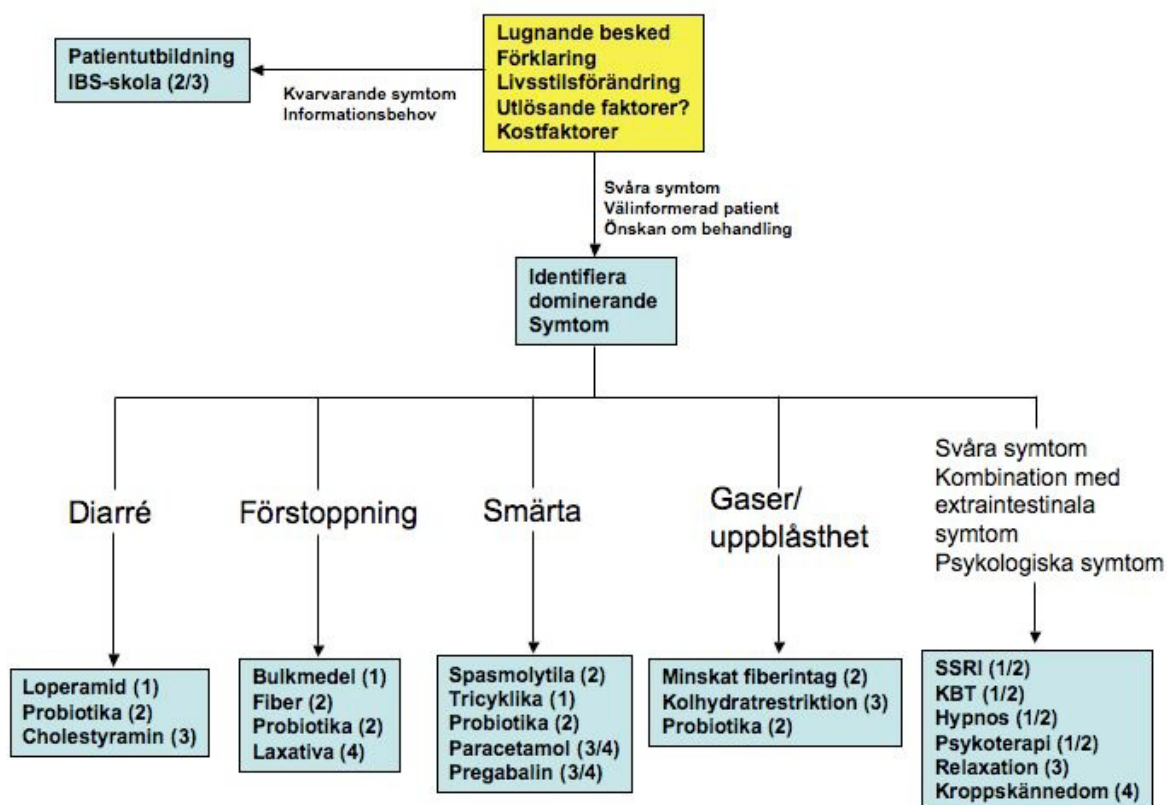 Lugnande besked
Förklaring
Livsstilsförändring
Utlösande faktorer?
Kostfaktorer
Patientutbildning
IBS-skola (2/3)
Kvarvarande symtom
Informationsbehov
Svåra symtom
Välinformerad patient
Önskan om behandling
Identifiera
dominerande
Symtom
Diarré
Loperamid (1)
Probiotika (2)
Cholestyramin (3)
Förstoppning
Bulkmedel (1)
Fiber (2)
Probiotika (2)
Laxativa (4)
Smärta
Spasmolytila (2)
Tricyklika (1)
Probiotika (2)
Paracetamol (3/4)
Pregabalin (3/4)
Gaser/
uppblåsthet
Minskat fiberintag (2)
Kolhydratrestriktion (3)
Probiotika (2)
Svåra symtom
Kombination med
extraintestinala
symtom
Psykologiska symtom
SSRI (1/2)
KBT (1/2)
Hypnos (1/2)
Psykoterapi (1/2)
Relaxation (3)
Kroppskännedom (4)